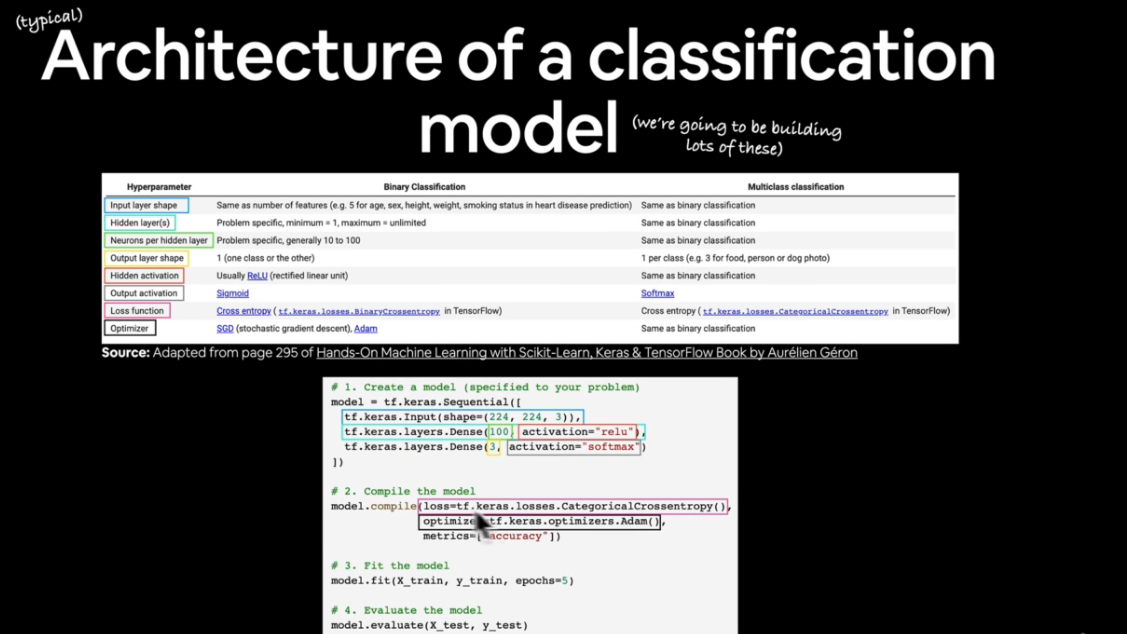 (typical)
Architecture of a classification
model
(we're going to be building
lots of these)
Hyperparameter Binary Classification Multiclass classification
Input layer shape Same as number of features (e.g. 5 for age, sex, height, weight, smoking status in heart disease prediction) Same as binary classification
Hidden layer(s) Problem specific, minimum = 1, maximum = unlimited Same as binary classification
Neurons per hidden layer Problem specific, generally 10 to 100 Same as binary classification
Output layer shape 1 (one class or the other) 1 per class (e.g. 3 for food, person or dog photo)
Hidden activation Usually ReLU (rectified linear unit) Same as binary classification
Output activation Sigmoid Softmax
Loss function Cross entropy ( tf.keras.losses.BinaryCrossentropy in TensorFlow) Cross entropy ( tf.keras.losses.CategoricalCrossentropy in TensorFlow)
Optimizer SGD (stochastic gradient descent), Adam Same as binary classification
Source: Adapted from page 295 of Hands-On Machine Learning with Scikit-Learn, Keras & TensorFlow Book by Aurélien Géron
# 1. Create a model (specified to your problem)
model = tf.keras.Sequential([
tf.keras.Input(shape=(224, 224, 3)),
tf.keras.layers.Dense(100, activation="relu"),
tf.keras.layers.Dense(3, activation="softmax")
])
# 2. Compile the model
model.compile(loss=tf.keras.losses.CategoricalCrossentropy(),
optimizer=tf.keras.optimizers.Adam(),
metrics=["accuracy"])
# 3. Fit the model
model.fit(X_train, y_train, epochs=5)
# 4. Evaluate the model
model.evaluate(X_test, y_test)